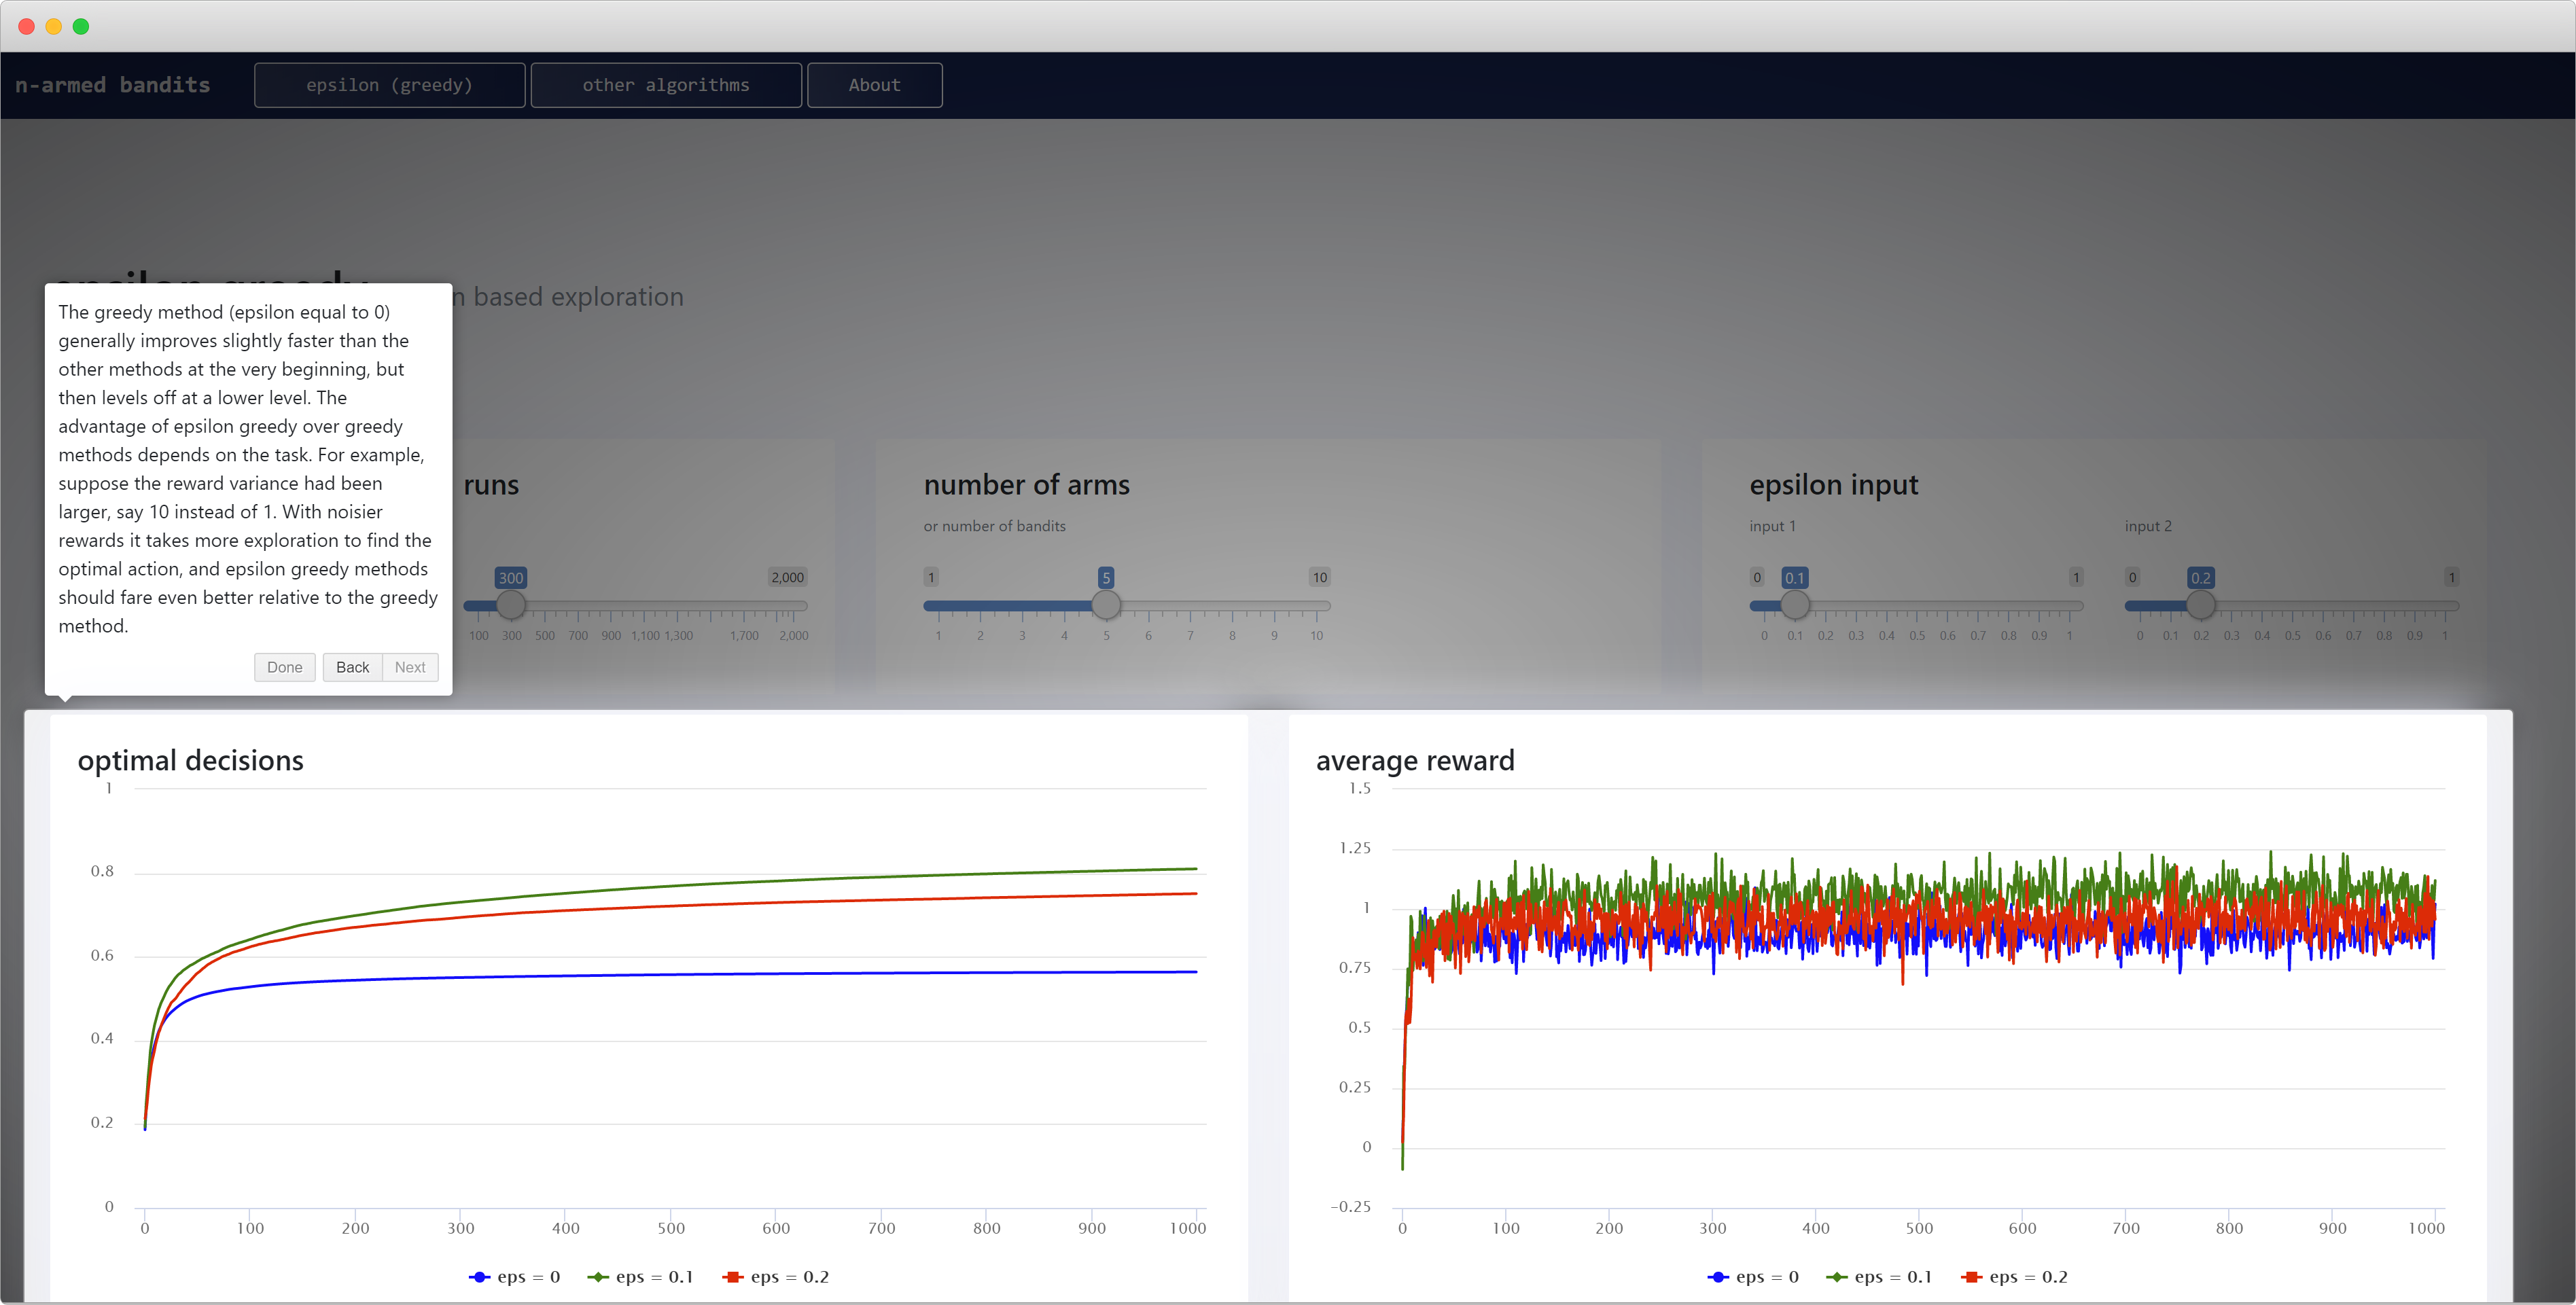 n-armed bandits
epsilon (greedy)
other algorithms
About
n based exploration
The greedy method (epsilon equal to 0)
generally improves slightly faster than the
other methods at the very beginning, but
then levels off at a lower level. The
advantage of epsilon greedy over greedy
methods depends on the task. For example,
suppose the reward variance had been
larger, say 10 instead of 1. With noisier
rewards it takes more exploration to find the
optimal action, and epsilon greedy methods
should fare even better relative to the greedy
method.
Done
Back
Next
runs
300
2,000
100 300 500 700 900 1,100 1,300 1,700 2,000
number of arms
or number of bandits
1
5
10
1 2 3 4 5 6 7 8 9 10
epsilon input
input 1
0
0.1
1
0 0.1 0.2 0.3 0.4 0.5 0.6 0.7 0.8 0.9 1
input 2
0
0.2
1
0 0.1 0.2 0.3 0.4 0.5 0.6 0.7 0.8 0.9 1
optimal decisions
1
0.8
0.6
0.4
0.2
0
0 100 200 300 400 500 600 700 800 900 1000
eps = 0 eps = 0.1 eps = 0.2
average reward
1.5
1.25
1
0.75
0.5
0.25
0
-0.25
0 100 200 300 400 500 600 700 800 900 1000
eps = 0 eps = 0.1 eps = 0.2